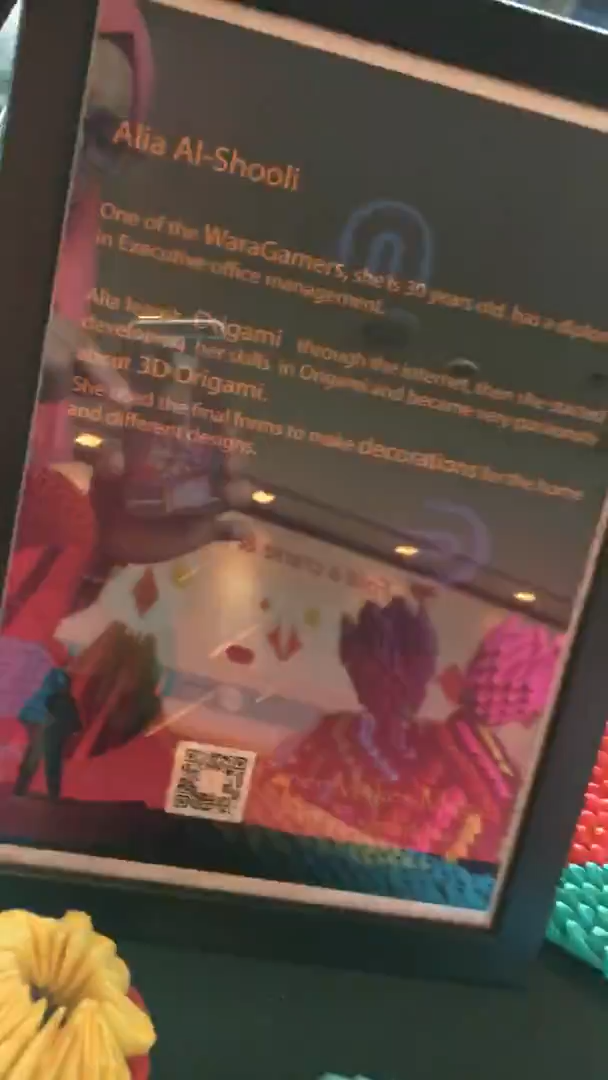 Alia Al-Shooli
One of the WaraGamers, she is 30 years old, has a diplom
in Executive office management.
Alia learnt Origami through the internet, then she started
developing her skills in Origami and became very passionate
about 3D Origami.
She used the final forms to make decorations for the home
and different designs.